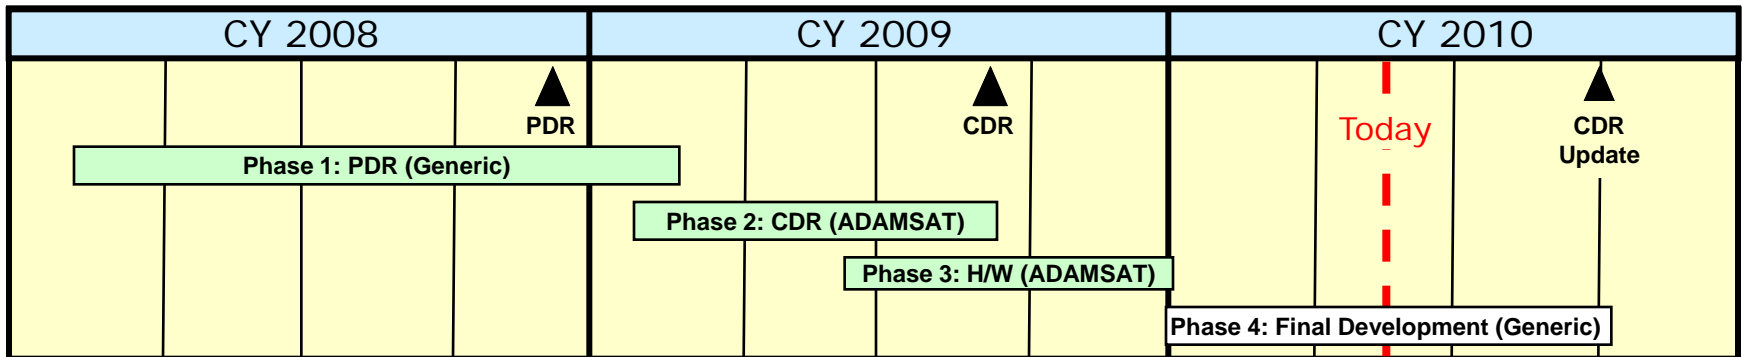 CY 2008
CY 2009
CY 2010
PDR
CDR
Today
CDR
Update
Phase 1: PDR (Generic)
Phase 2: CDR (ADAMSAT)
Phase 3: H/W (ADAMSAT)
Phase 4: Final Development (Generic)